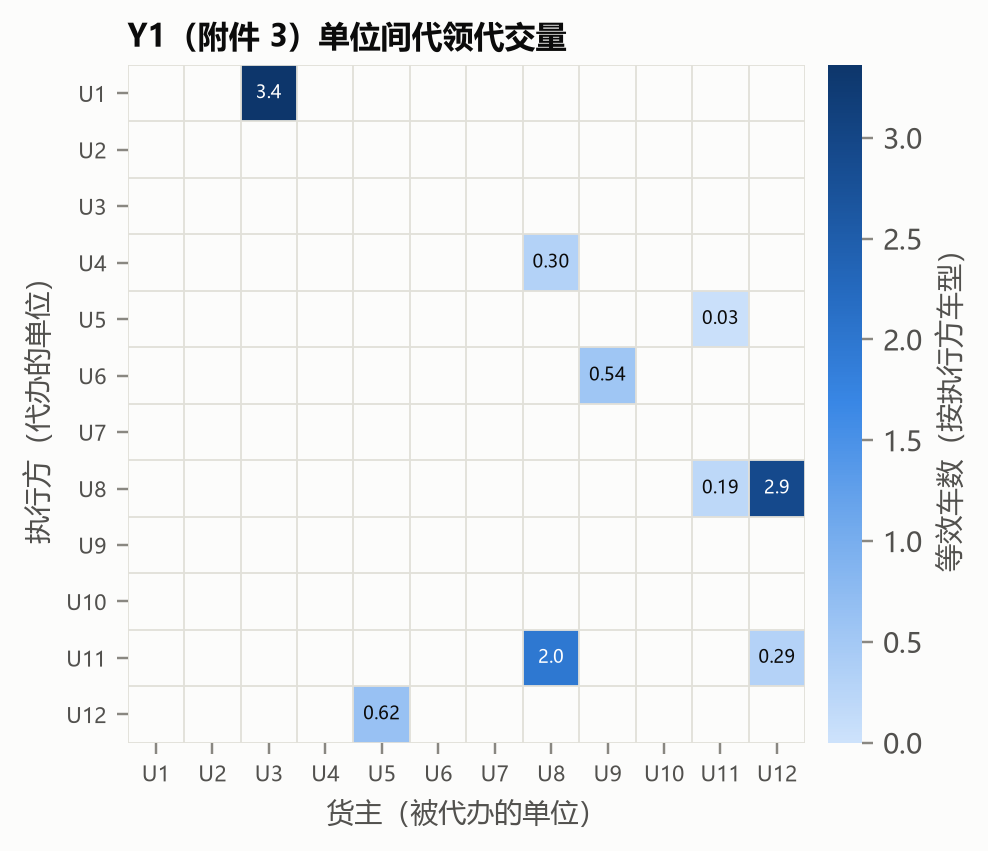 Y1（附件 3）单位间代领代交量
执行方（代办的单位）
U1
U2
U3
U4
U5
U6
U7
U8
U9
U10
U11
U12
3.4
0.30
0.03
0.54
0.19 2.9
2.0 0.29
0.62
U1 U2 U3 U4 U5 U6 U7 U8 U9 U10 U11 U12
货主（被代办的单位）
3.0
2.5
2.0
1.5
1.0
0.5
0.0
等效车数（按执行方车型）